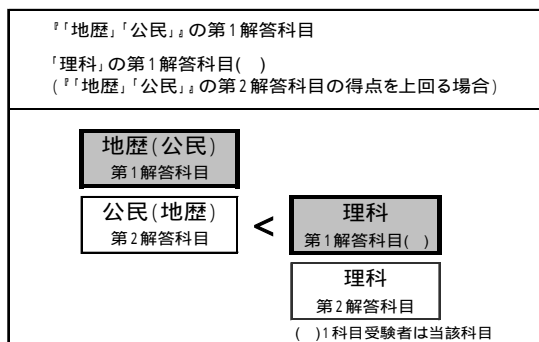 『「地歴」「公民」』の第1解答科目
「理科」の第1解答科目(　)
(『「地歴」「公民」』の第2解答科目の得点を上回る場合)
地歴(公民)
第1解答科目
公民(地歴)
第2解答科目
<
理科
第1解答科目(　)
理科
第2解答科目
(　)1科目受験者は当該科目